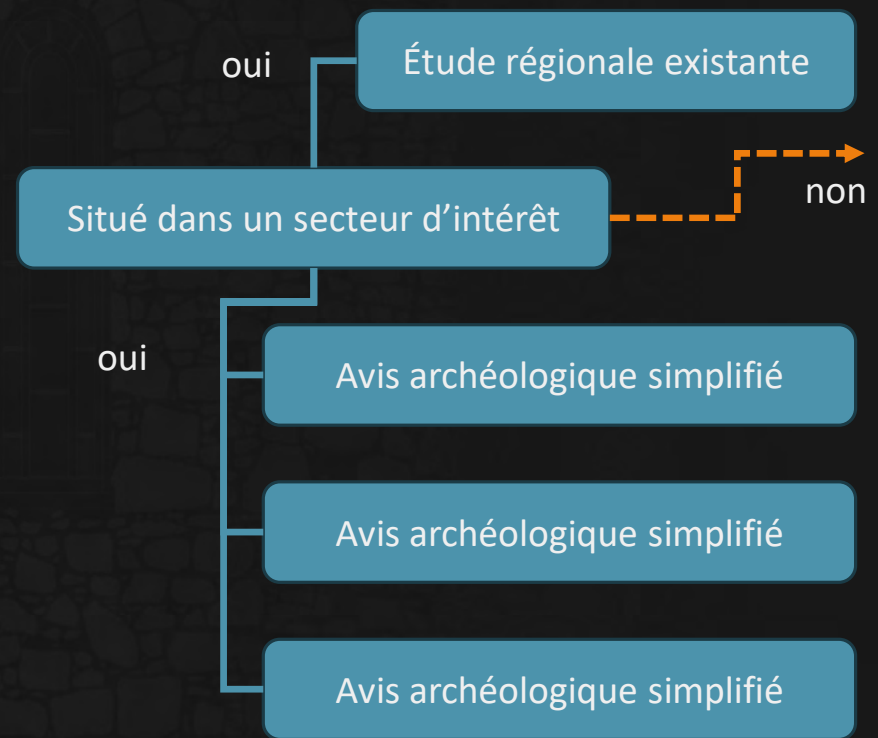 oui
Étude régionale existante
non
Situé dans un secteur d’intérêt
oui
Avis archéologique simplifié
Avis archéologique simplifié
Avis archéologique simplifié